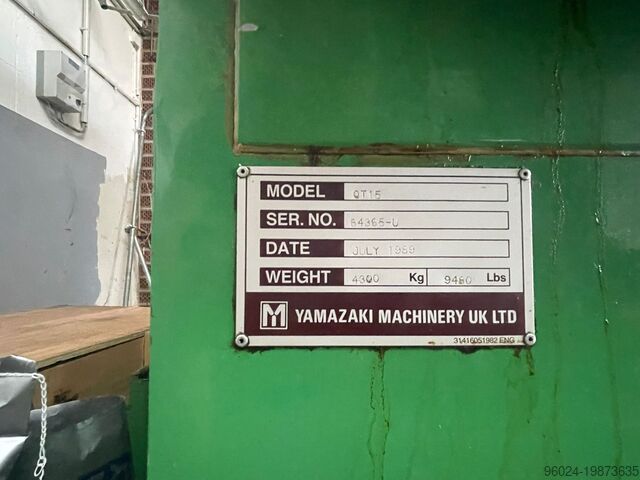 MODEL QT15
SER. NO. 84365-U
DATE JULY 1989
WEIGHT 4300 Kg 9480 Lbs
M YAMAZAKI MACHINERY UK LTD
31416051982 ENG
96024-19873635